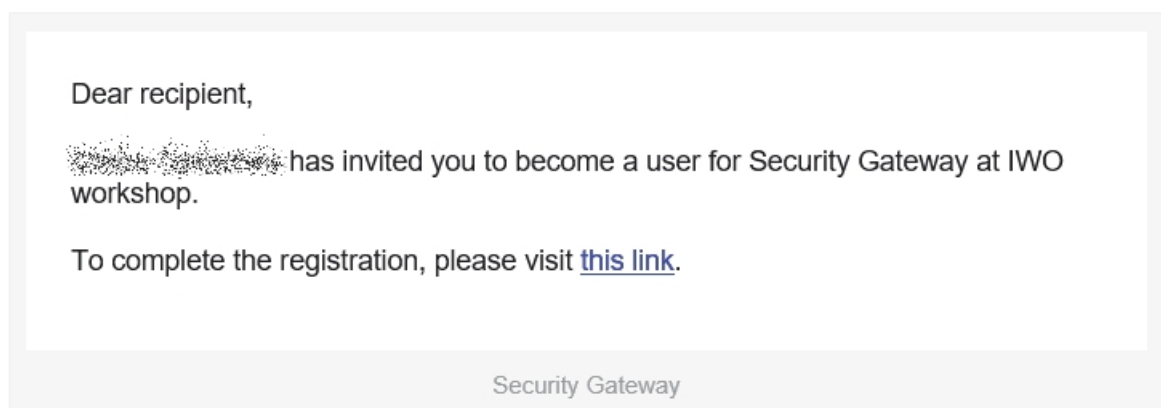 Dear recipient,
has invited you to become a user for Security Gateway at IWO
workshop.
To complete the registration, please visit this link.
Security Gateway